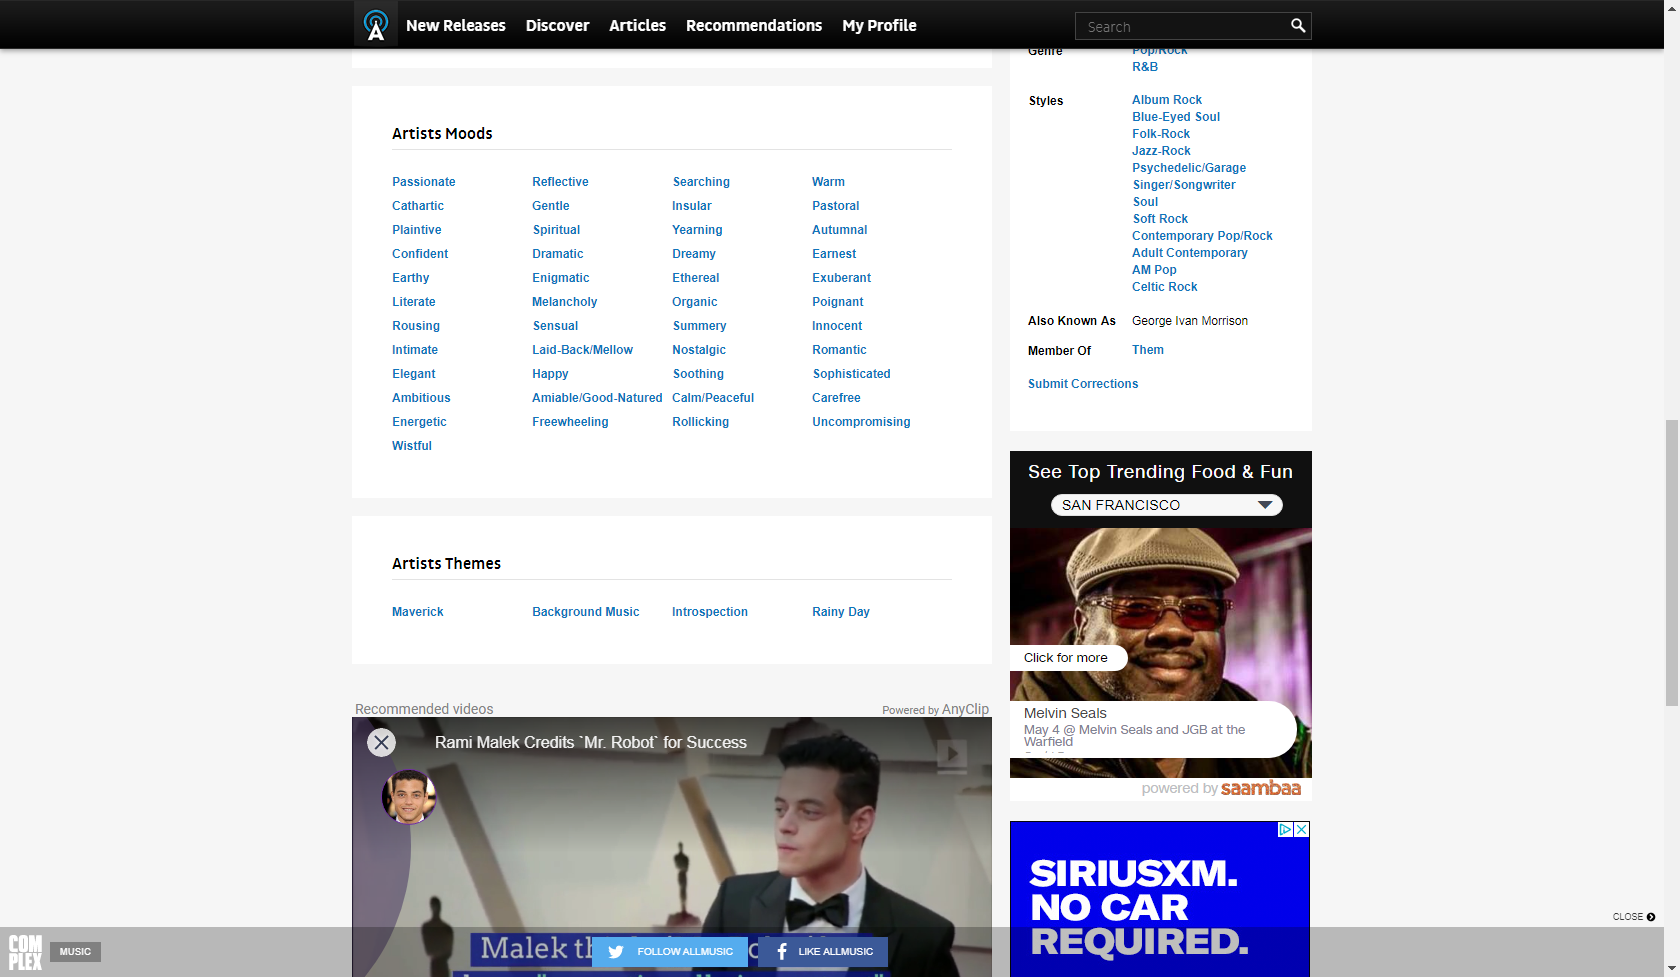 New Releases Discover Articles Recommendations My Profile Search
Genre Pop/Rock
R&B
Styles Album Rock
Blue-Eyed Soul
Folk-Rock
Jazz-Rock
Psychedelic/Garage
Singer/Songwriter
Soul
Soft Rock
Contemporary Pop/Rock
Adult Contemporary
AM Pop
Celtic Rock
Also Known As George Ivan Morrison
Member Of Them
Submit Corrections
Artists Moods
Passionate Reflective Searching Warm
Cathartic Gentle Insular Pastoral
Plaintive Spiritual Yearning Autumnal
Confident Dramatic Dreamy Earnest
Earthy Enigmatic Ethereal Exuberant
Literate Melancholy Organic Poignant
Rousing Sensual Summery Innocent
Intimate Laid-Back/Mellow Nostalgic Romantic
Elegant Happy Soothing Sophisticated
Ambitious Amiable/Good-Natured Calm/Peaceful Carefree
Energetic Freewheeling Rollicking Uncompromising
Wistful
Artists Themes
Maverick Background Music Introspection Rainy Day
Recommended videos Powered by AnyClip
Rami Malek Credits `Mr. Robot` for Success
Malek
See Top Trending Food & Fun
SAN FRANCISCO
Click for more
Melvin Seals
May 4 @ Melvin Seals and JGB at the
Warfield
powered by saambaa
SIRIUSXM.
NO CAR
REQUIRED.
CLOSE
COMPLEX MUSIC
FOLLOW ALLMUSIC LIKE ALLMUSIC